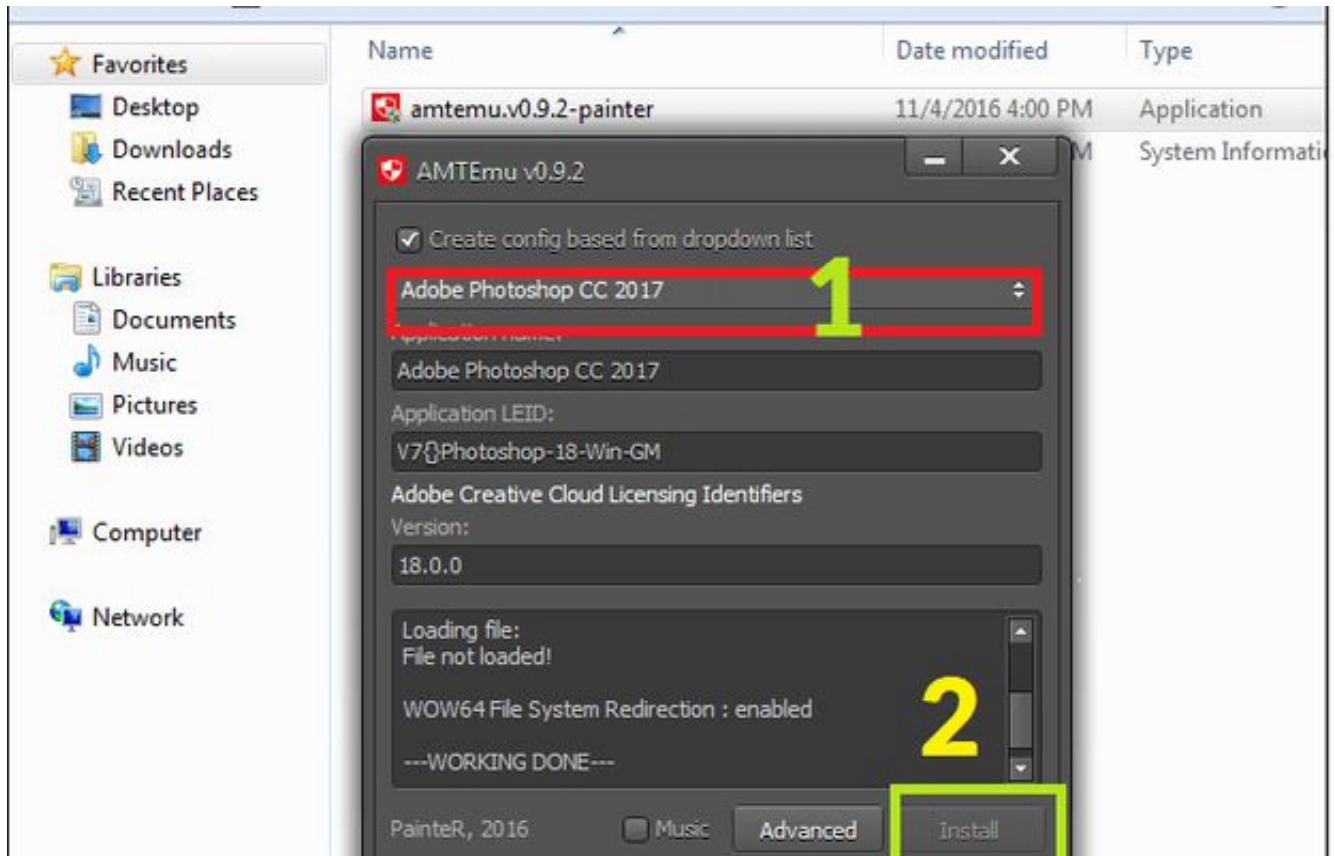 Name Date modified Type
Favorites
Desktop
Downloads
Recent Places
Libraries
Documents
Music
Pictures
Videos
Computer
Network
amtemu.v0.9.2-painter 11/4/2016 4:00 PM Application
M System Informati
AMTEmu v0.9.2
Create config based from dropdown list
Adobe Photoshop CC 2017
1
Adobe Photoshop CC 2017
Application LEID:
V7{}Photoshop-18-Win-GM
Adobe Creative Cloud Licensing Identifiers
Version:
18.0.0
Loading file:
File not loaded!
WOW64 File System Redirection : enabled
---WORKING DONE---
2
PainteR, 2016 Music Advanced Install